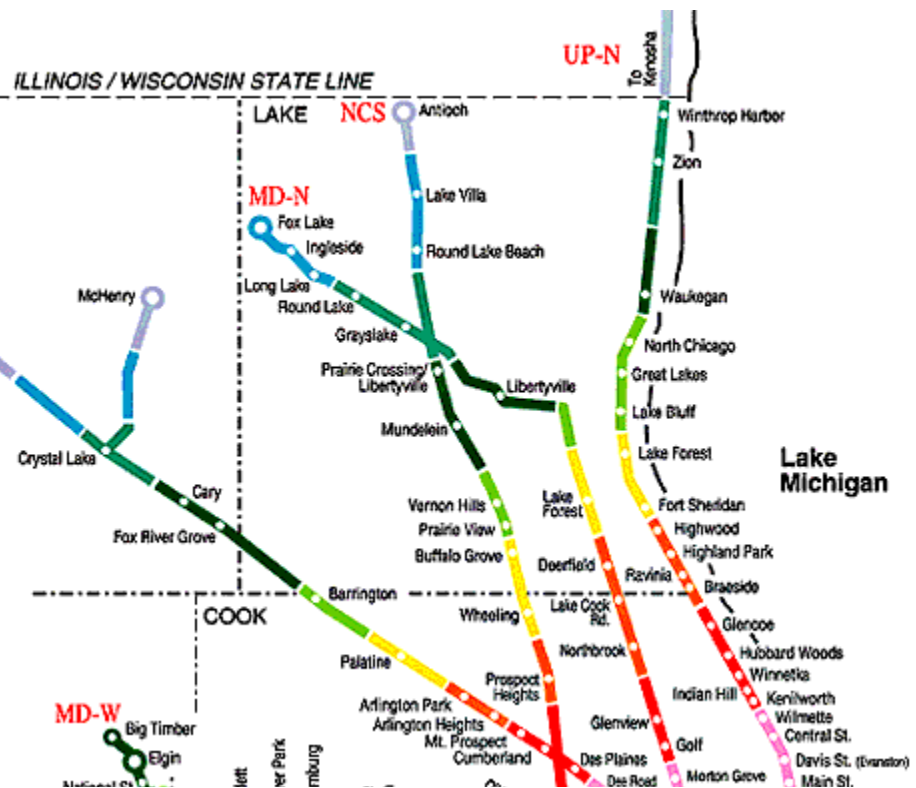 UP-N
To
Kenosha
ILLINOIS / WISCONSIN STATE LINE
LAKE
NCS
Antioch
Winthrop Harbor
Zion
MD-N
Lake Villa
Fox Lake
Ingleside
Round Lake Beach
Long Lake
McHenry
Waukegan
Round Lake
Grayslake
North Chicago
Prairie Crossing/
Libertyville
Great Lakes
Libertyville
Lake Bluff
Mundelein
Crystal Lake
Lake Forest
Lake
Michigan
Cary
Lake
Forest
Vernon Hills
Fort Sheridan
Fox River Grove
Prairie View
Highwood
Buffalo Grove
Highland Park
Deerfield
Ravinia
Braeside
Barrington
Lake Cook
Rd.
COOK
Wheeling
Glencoe
Northbrook
Hubbard Woods
Palatine
Winnetka
Prospect
Heights
Indian Hill
Kenilworth
Arlington Park
MD-W
Wilmette
Arlington Heights
Glenview
Big Timber
Central St.
Mt. Prospect
Golf
Cumberland
Elgin
Des Plaines
Davis St. (Evanston)
Dee Road
Morton Grove
Main St.
National St.